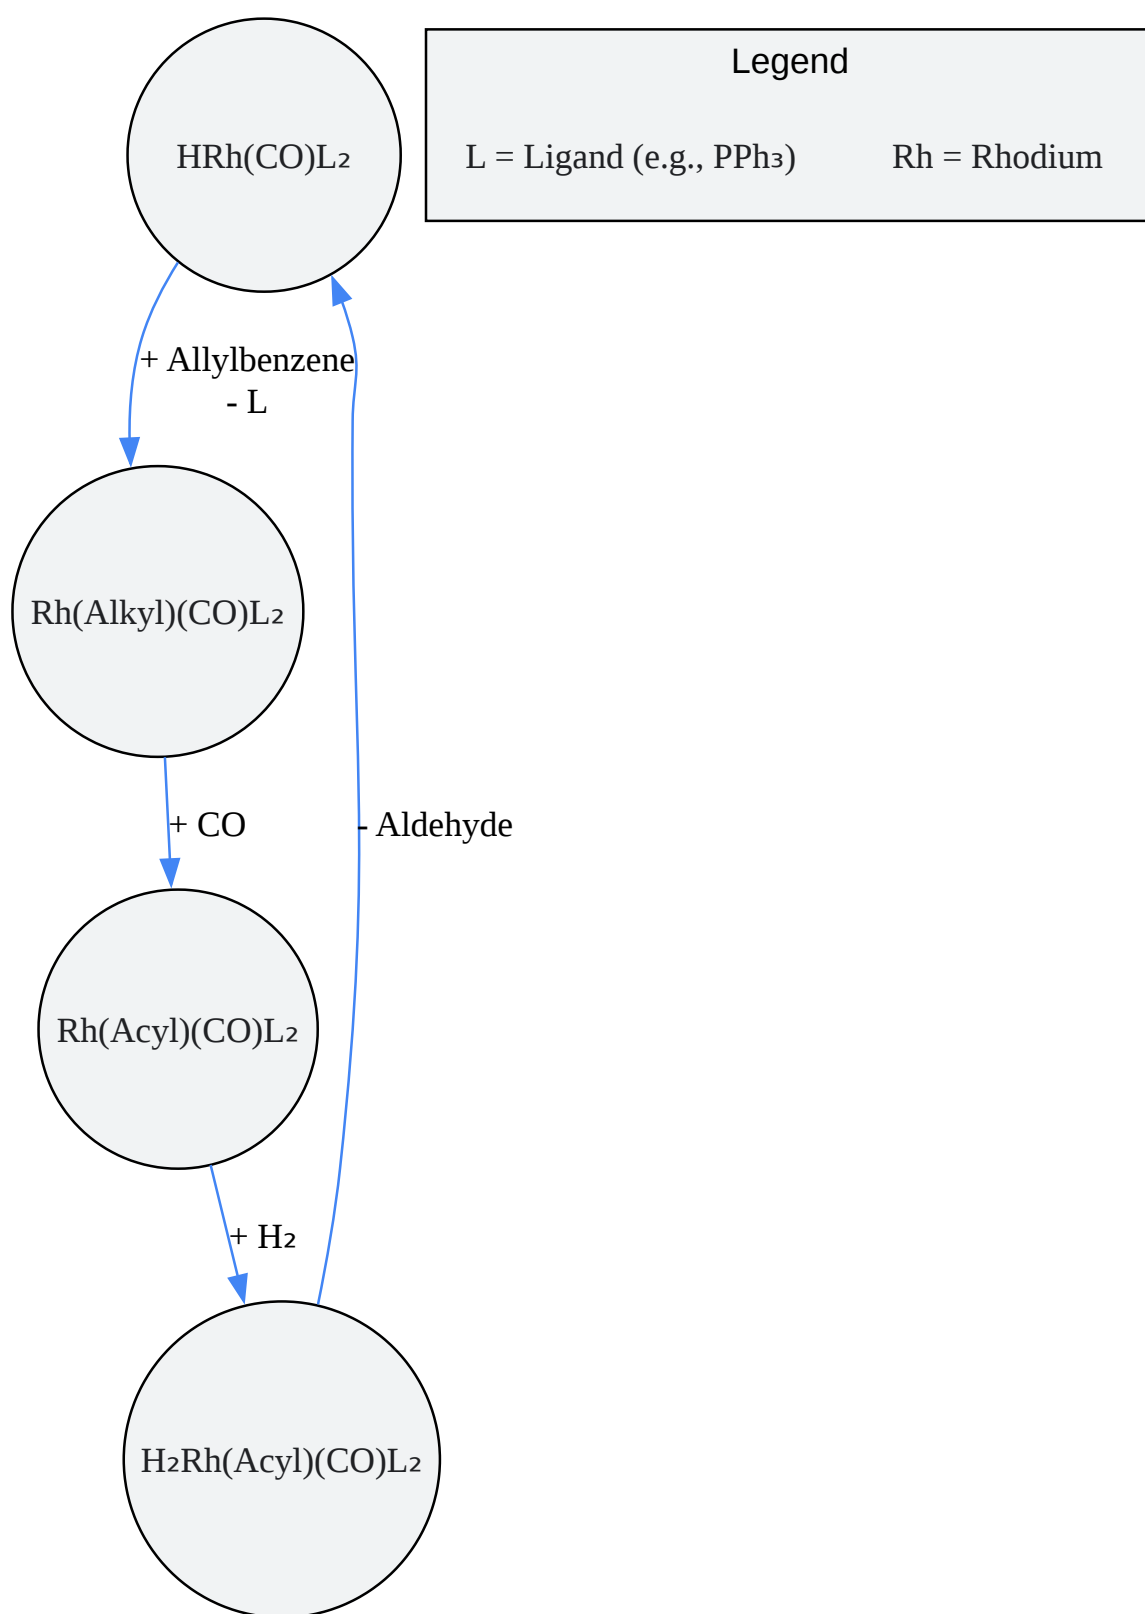 HRh(CO)L₂
Legend
L = Ligand (e.g., PPh₃)
Rh = Rhodium
+ Allylbenzene
- L
Rh(Alkyl)(CO)L₂
+ CO
- Aldehyde
Rh(Acyl)(CO)L₂
+ H₂
H₂Rh(Acyl)(CO)L₂